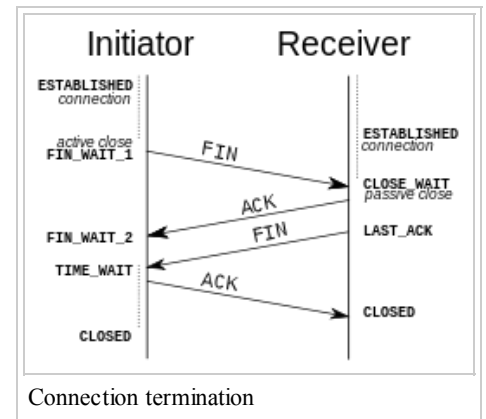 Initiator Receiver
ESTABLISHED
connection
active close
FIN_WAIT_1
FIN
ESTABLISHED
connection
CLOSE_WAIT
passive close
ACK
FIN_WAIT_2
FIN
LAST_ACK
TIME_WAIT
ACK
CLOSED
CLOSED
Connection termination